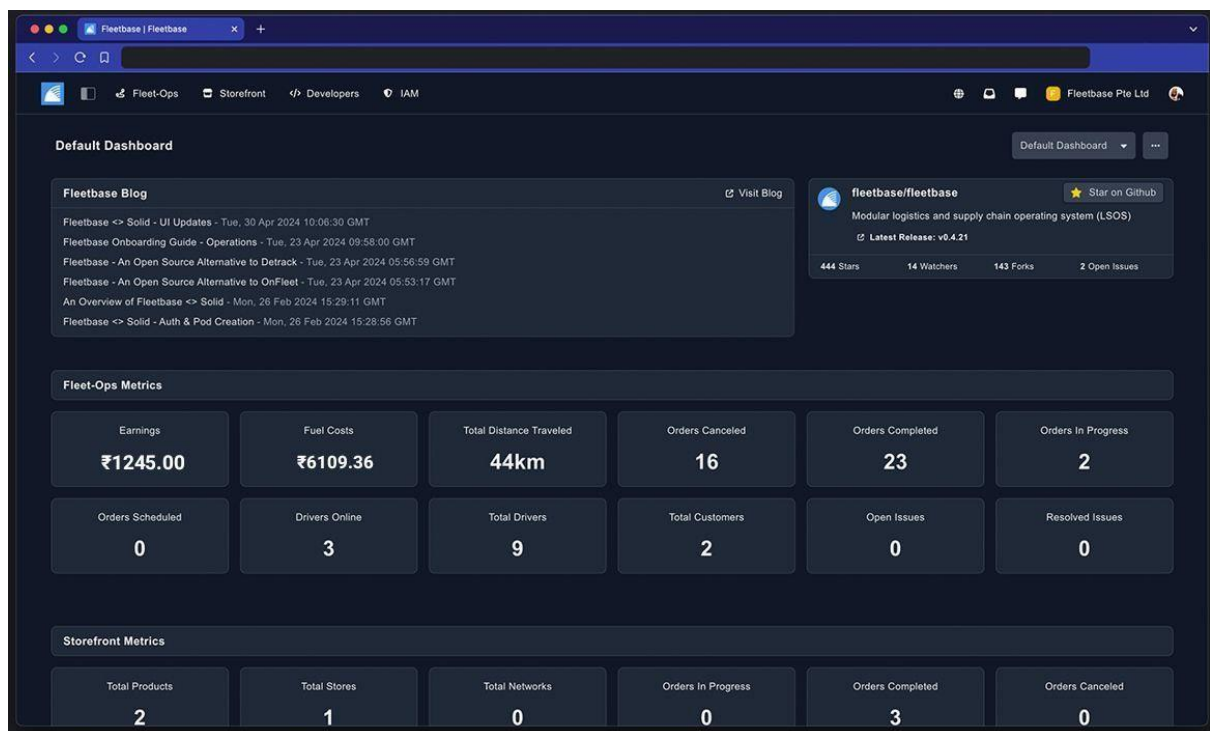 Fleetbase | Fleetbase
Fleet-Ops Storefront Developers IAM Fleetbase Pte Ltd
Default Dashboard Default Dashboard
Fleetbase Blog Visit Blog
Fleetbase <> Solid - UI Updates - Tue, 30 Apr 2024 10:06:30 GMT
Fleetbase Onboarding Guide - Operations - Tue, 23 Apr 2024 09:58:00 GMT
Fleetbase - An Open Source Alternative to Detrack - Tue, 23 Apr 2024 05:56:59 GMT
Fleetbase - An Open Source Alternative to OnFleet - Tue, 23 Apr 2024 05:53:17 GMT
An Overview of Fleetbase <> Solid - Mon, 26 Feb 2024 15:29:11 GMT
Fleetbase <> Solid - Auth & Pod Creation - Mon, 26 Feb 2024 15:28:56 GMT
fleetbase/fleetbase Star on Github
Modular logistics and supply chain operating system (LSOS)
Latest Release: v0.4.21
444 Stars 14 Watchers 143 Forks 2 Open Issues
Fleet-Ops Metrics
Earnings Fuel Costs Total Distance Traveled Orders Canceled Orders Completed Orders In Progress
₹1245.00 ₹6109.36 44km 16 23 2
Orders Scheduled Drivers Online Total Drivers Total Customers Open Issues Resolved Issues
0 3 9 2 0 0
Storefront Metrics
Total Products Total Stores Total Networks Orders In Progress Orders Completed Orders Canceled
2 1 0 0 3 0